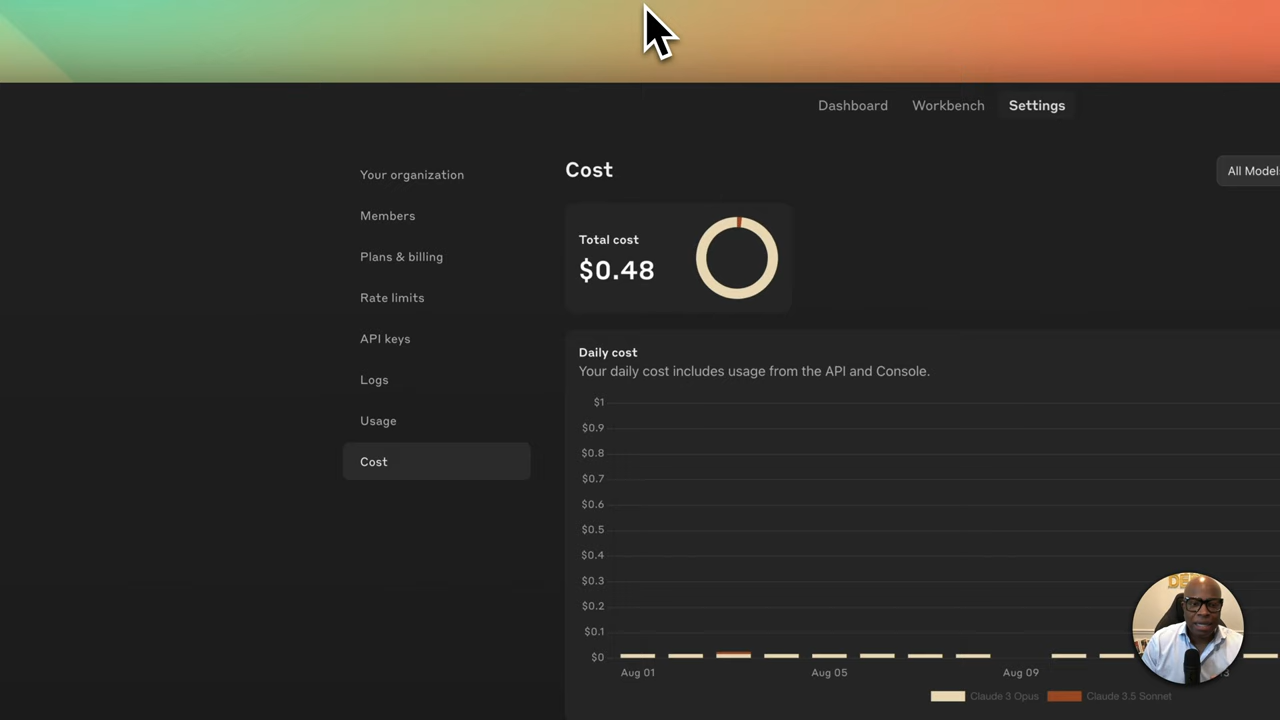 Dashboard
Workbench
Settings
Your organization
Members
Plans & billing
Rate limits
API keys
Logs
Usage
Cost
Cost
All Model
Total cost
$0.48
Daily cost
Your daily cost includes usage from the API and Console.
$1
$0.9
$0.8
$0.7
$0.6
$0.5
$0.4
$0.3
$0.2
$0.1
$0
Aug 01
Aug 05
Aug 09
Claude 3 Opus
Claude 3.5 Sonnet